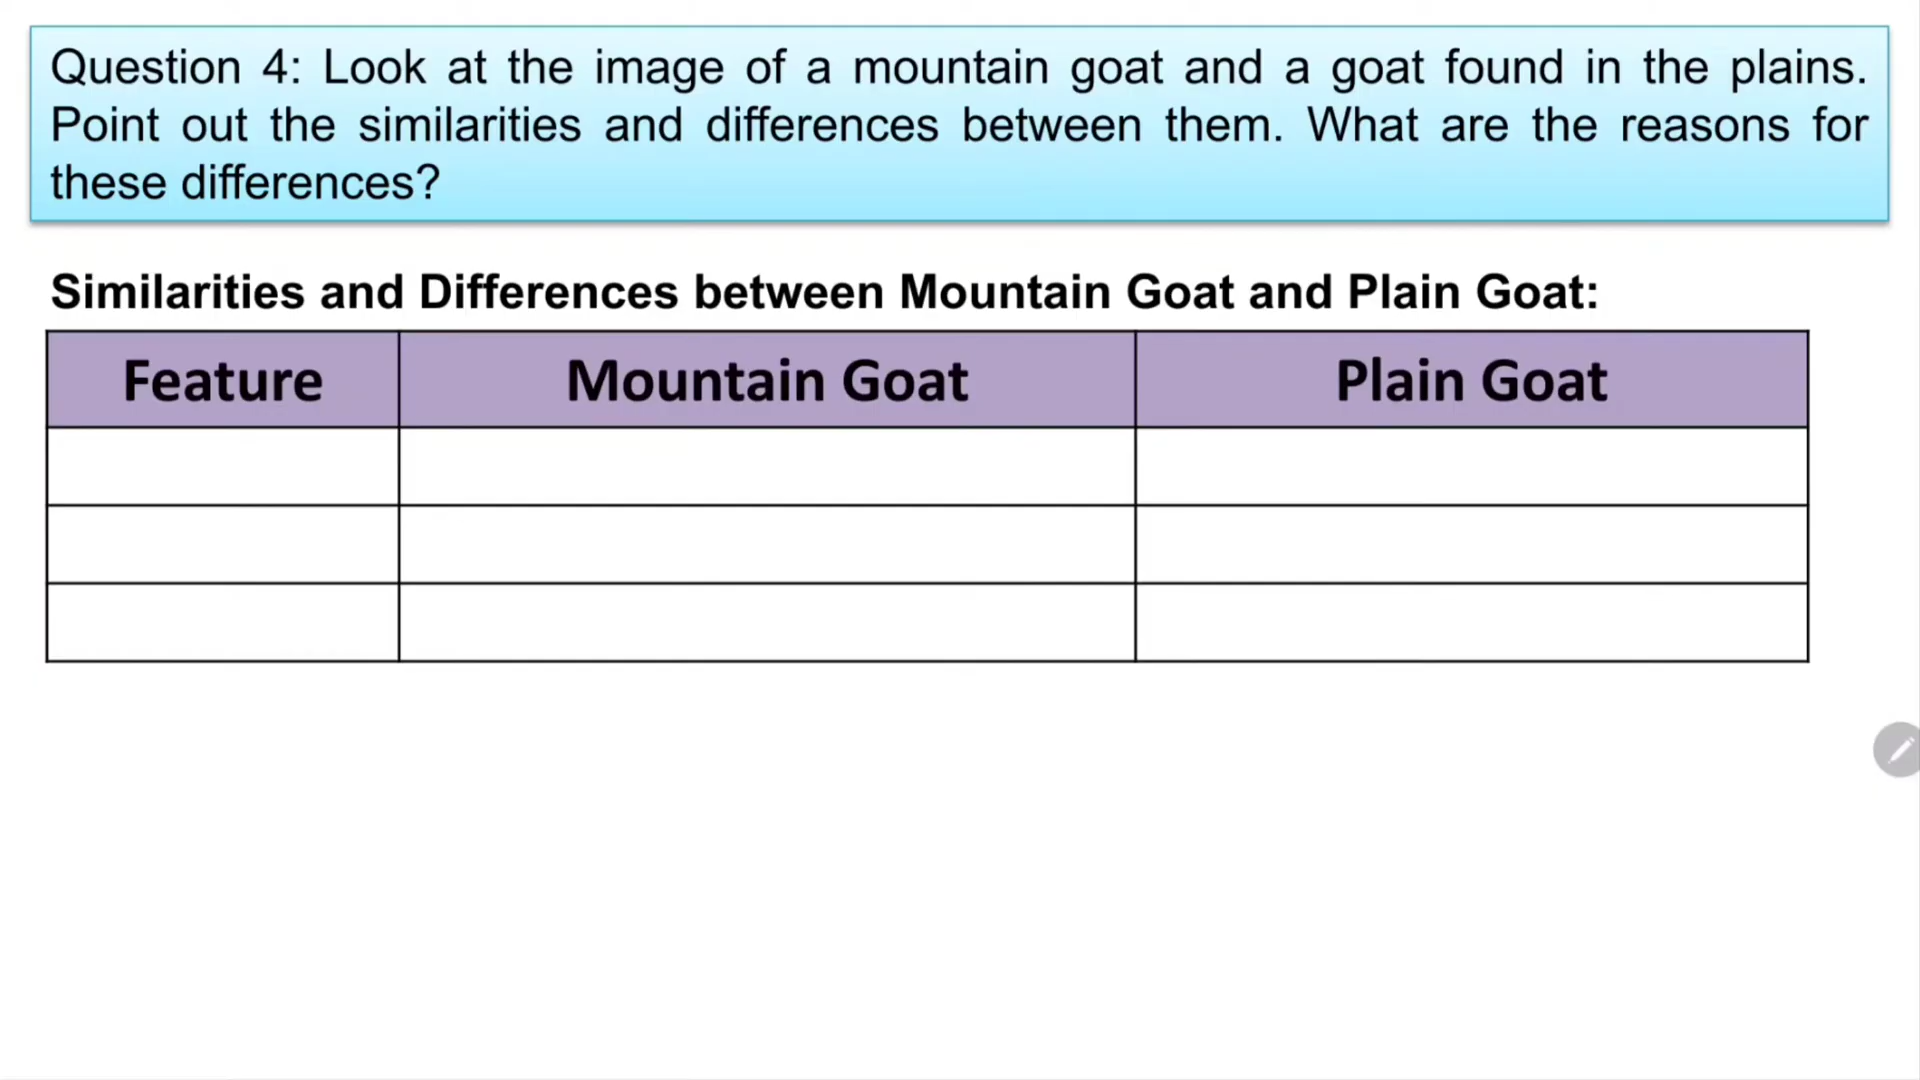 Question 4: Look at the image of a mountain goat and a goat found in the plains.
Point out the similarities and differences between them. What are the reasons for
these differences?
Similarities and Differences between Mountain Goat and Plain Goat:
Feature Mountain Goat Plain Goat